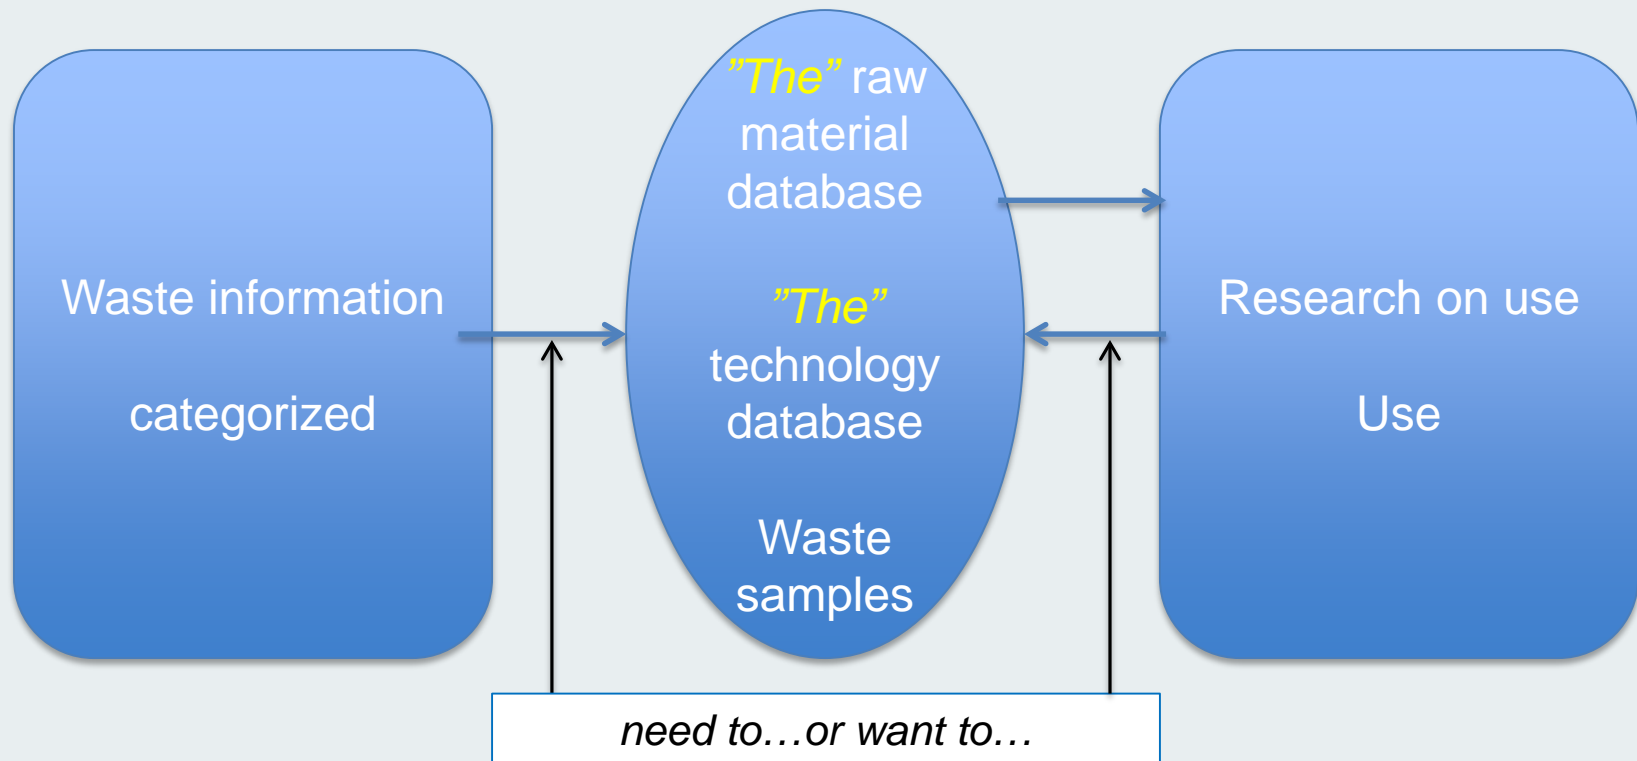 Waste information
categorized
”The” raw
material
database
”The”
technology
database
Waste
samples
Research on use
Use
need to…or want to…